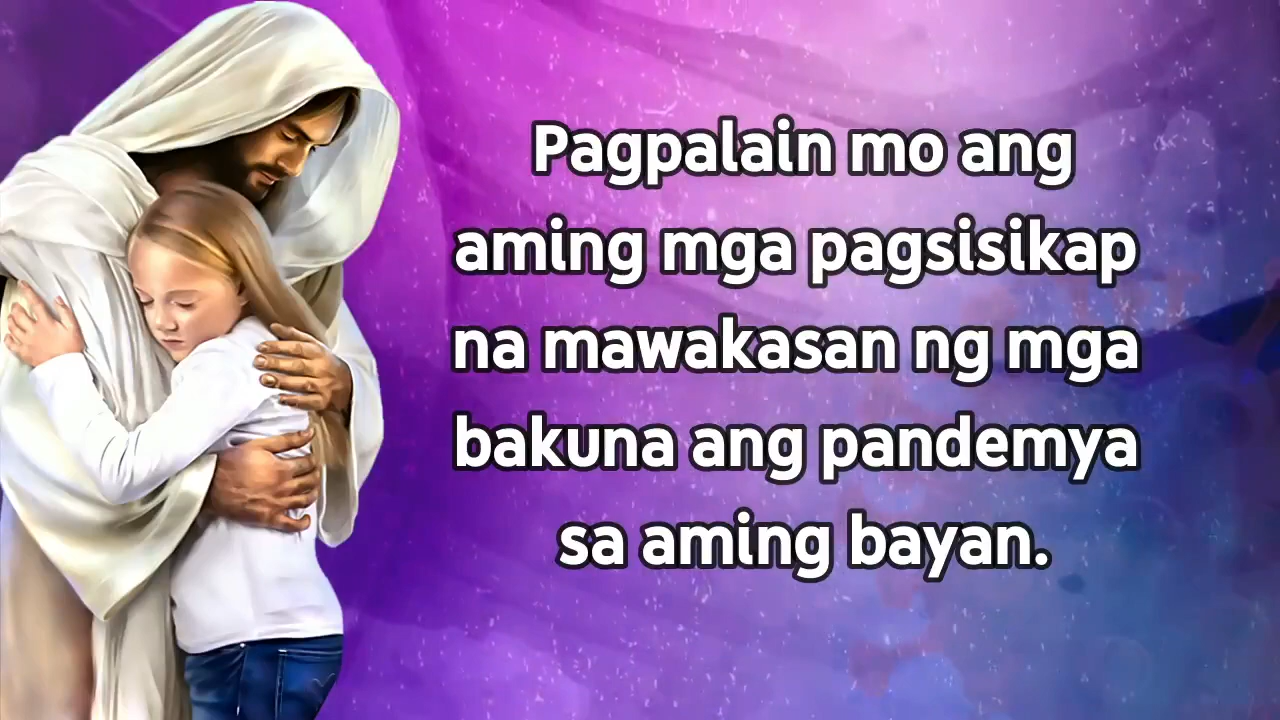 Pagpalain mo ang
aming mga pagsisikap
na mawakasan ng mga
bakuna ang pandemya
sa aming bayan.